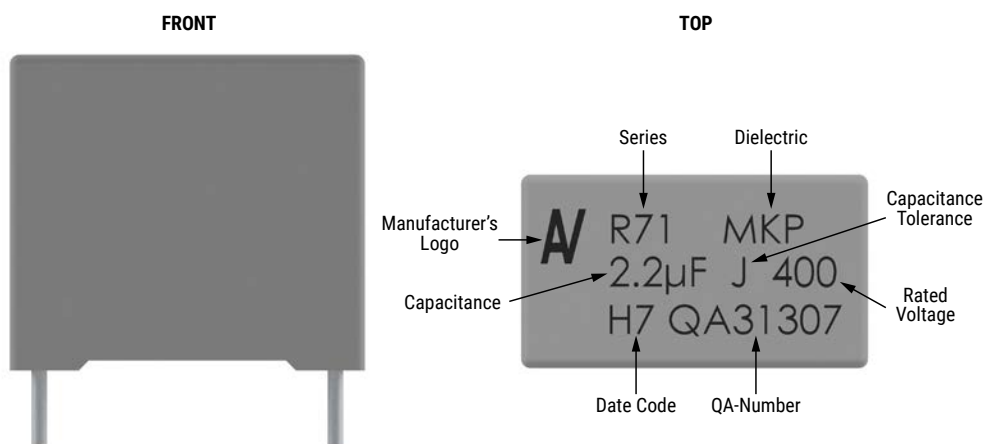 FRONT
TOP
Series
Dielectric
Capacitance
Tolerance
Manufacturer's
Logo
R71 MKP
2.2µF J 400
H7 QA31307
Capacitance
Rated
Voltage
Date Code
QA-Number